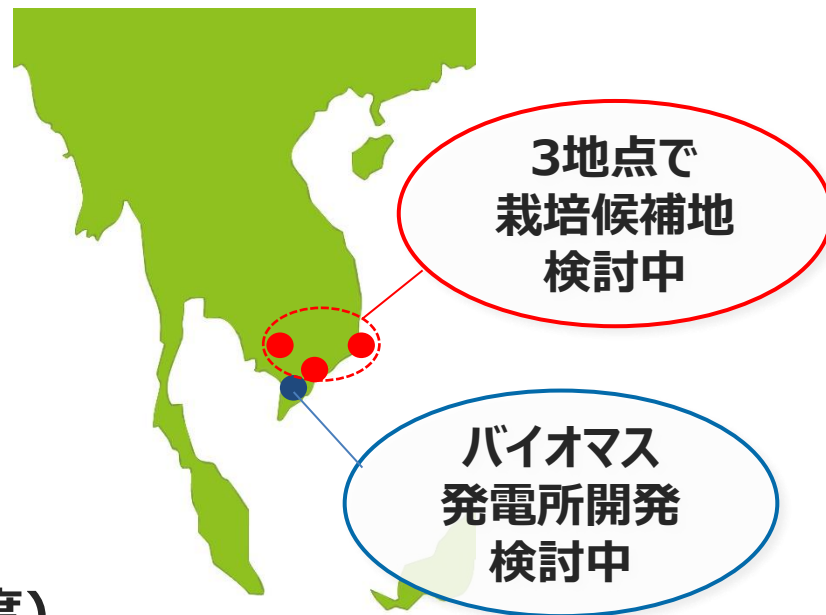 3地点で
栽培候補地
検討中
バイオマス
発電所開発
検討中
度）